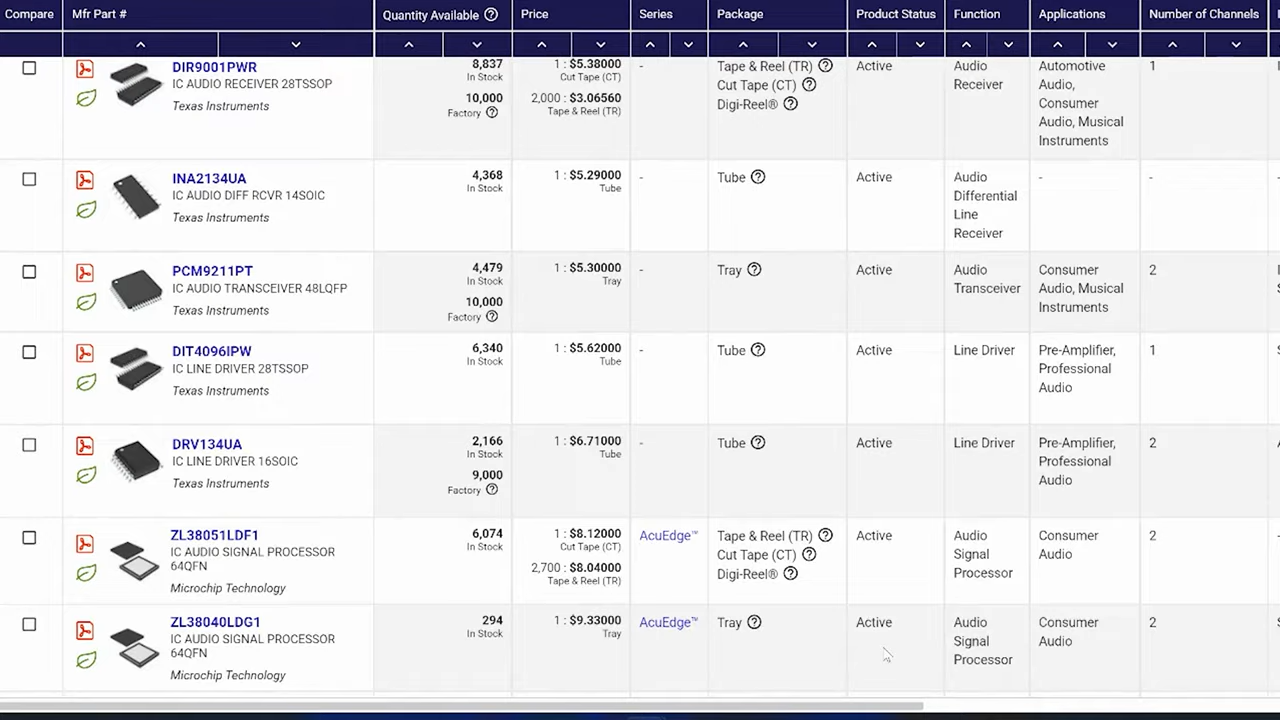 Compare Mfr Part # Quantity Available Price Series Package Product Status Function Applications Number of Channels
DIR9001PWR
IC AUDIO RECEIVER 28TSSOP
Texas Instruments
8,837
In Stock
10,000
Factory
1 : $5.38000
Cut Tape (CT)
2,000 : $3.06560
Tape & Reel (TR)
-
Tape & Reel (TR)
Cut Tape (CT)
Digi-Reel®
Active
Audio
Receiver
Automotive
Audio,
Consumer
Audio, Musical
Instruments
1
INA2134UA
IC AUDIO DIFF RCVR 14SOIC
Texas Instruments
4,368
In Stock
1 : $5.29000
Tube
-
Tube
Active
Audio
Differential
Line
Receiver
-
-
PCM9211PT
IC AUDIO TRANSCEIVER 48LQFP
Texas Instruments
4,479
In Stock
10,000
Factory
1 : $5.30000
Tray
-
Tray
Active
Audio
Transceiver
Consumer
Audio, Musical
Instruments
2
DIT4096IPW
IC LINE DRIVER 28TSSOP
Texas Instruments
6,340
In Stock
1 : $5.62000
Tube
-
Tube
Active
Line Driver
Pre-Amplifier,
Professional
Audio
1
DRV134UA
IC LINE DRIVER 16SOIC
Texas Instruments
2,166
In Stock
9,000
Factory
1 : $6.71000
Tube
-
Tube
Active
Line Driver
Pre-Amplifier,
Professional
Audio
2
ZL38051LDF1
IC AUDIO SIGNAL PROCESSOR
64QFN
Microchip Technology
6,074
In Stock
1 : $8.12000
Cut Tape (CT)
2,700 : $8.04000
Tape & Reel (TR)
AcuEdge™
Tape & Reel (TR)
Cut Tape (CT)
Digi-Reel®
Active
Audio
Signal
Processor
Consumer
Audio
2
ZL38040LDG1
IC AUDIO SIGNAL PROCESSOR
64QFN
Microchip Technology
294
In Stock
1 : $9.33000
Tray
AcuEdge™
Tray
Active
Audio
Signal
Processor
Consumer
Audio
2